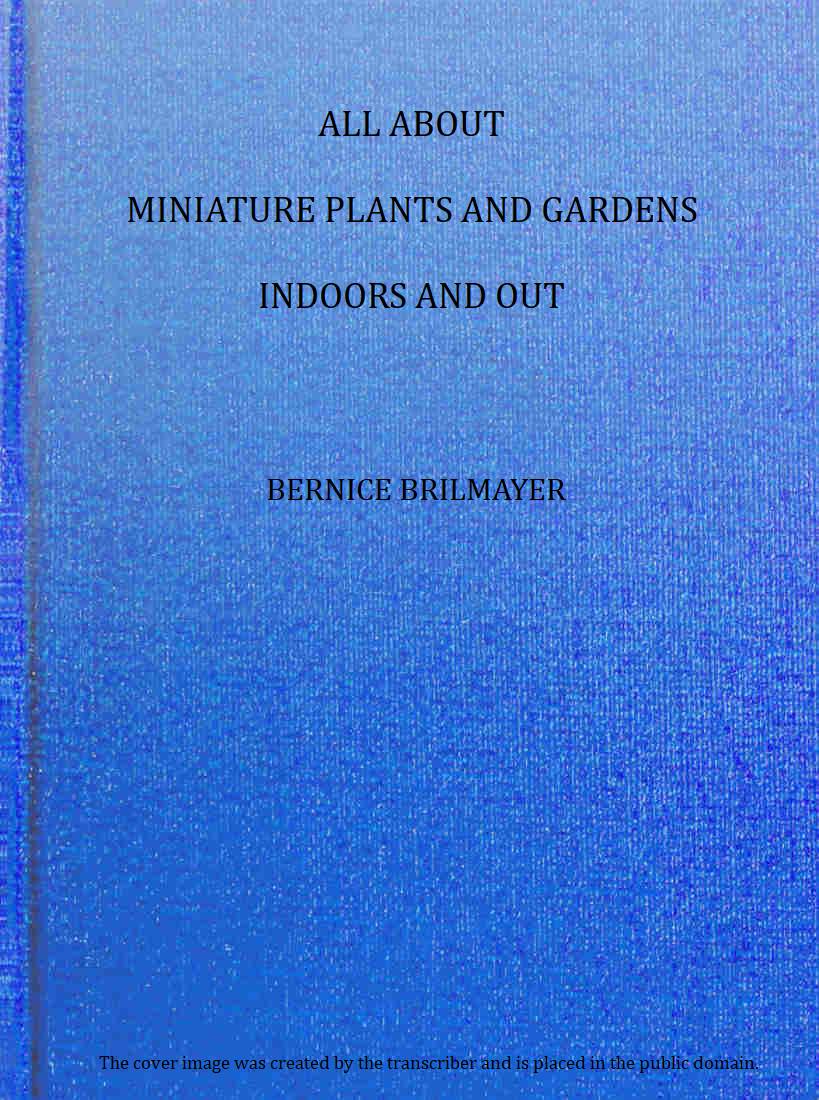 ALL ABOUT
MINIATURE PLANTS AND GARDENS
INDOORS AND OUT
BERNICE BRILMAYER
The cover image was created by the transcriber and is placed in the public domain.